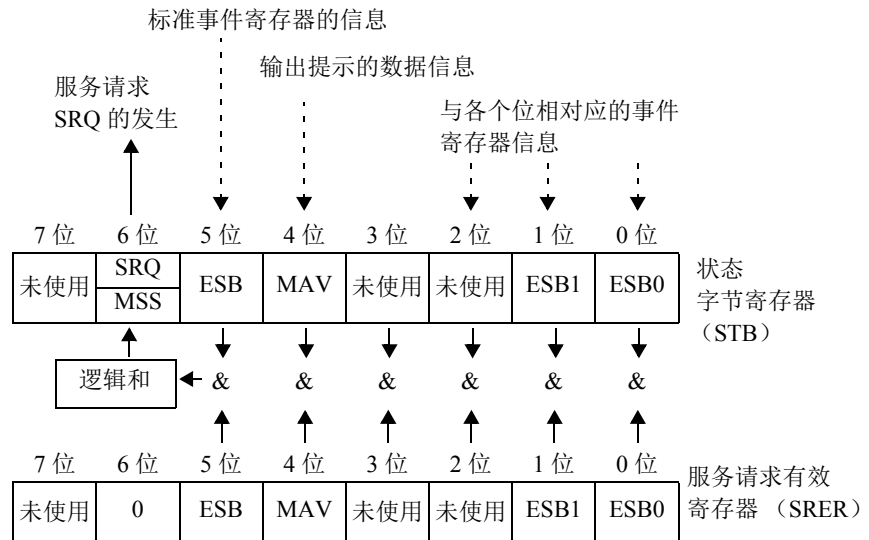 标准事件寄存器的信息
输出提示的数据信息
服务请求
SRQ 的发生
与各个位相对应的事件
寄存器信息
7 位 6 位 5 位 4 位 3 位 2 位 1 位 0 位
未使用 SRQ MSS ESB MAV 未使用 未使用 ESB1 ESB0
状态
字节寄存器
（STB）
逻辑和 & & & & & &
7 位 6 位 5 位 4 位 3 位 2 位 1 位 0 位
未使用 0 ESB MAV 未使用 未使用 ESB1 ESB0
服务请求有效
寄存器 （SRER）